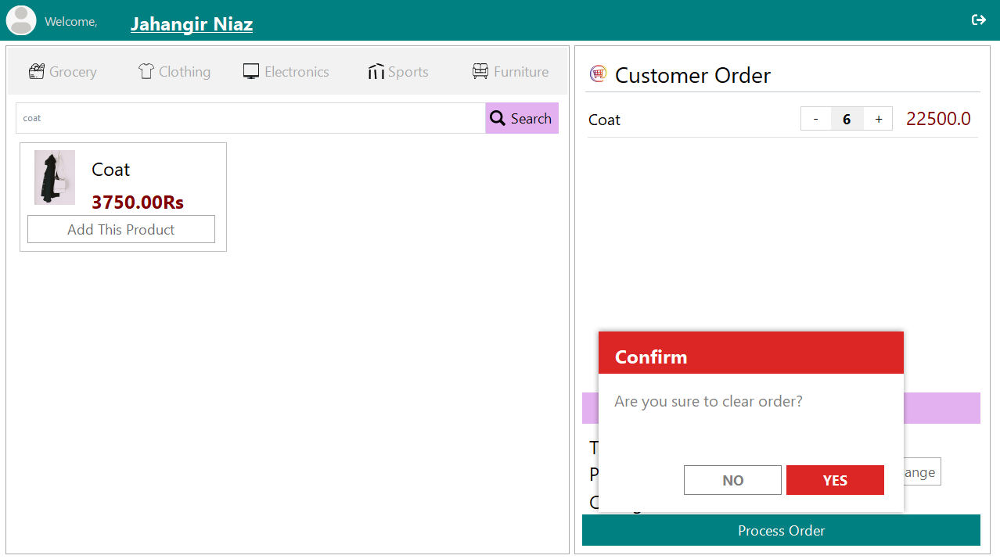 Welcome, Jahangir Niaz
Grocery Clothing Electronics Sports Furniture
coat Search
Coat
3750.00Rs
Add This Product
Customer Order
Coat - 6 + 22500.0
Confirm
Are you sure to clear order?
NO YES
Process Order